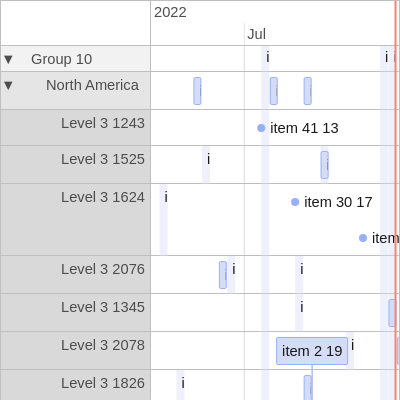 2022
Jul
▼ Group 10 i i i
▼ North America i i i
Level 3 1243 item 41 13
Level 3 1525 i i
Level 3 1624 i item 30 17
item
Level 3 2076 i i i
Level 3 1345 i
Level 3 2078 item 2 19 i
Level 3 1826 i i